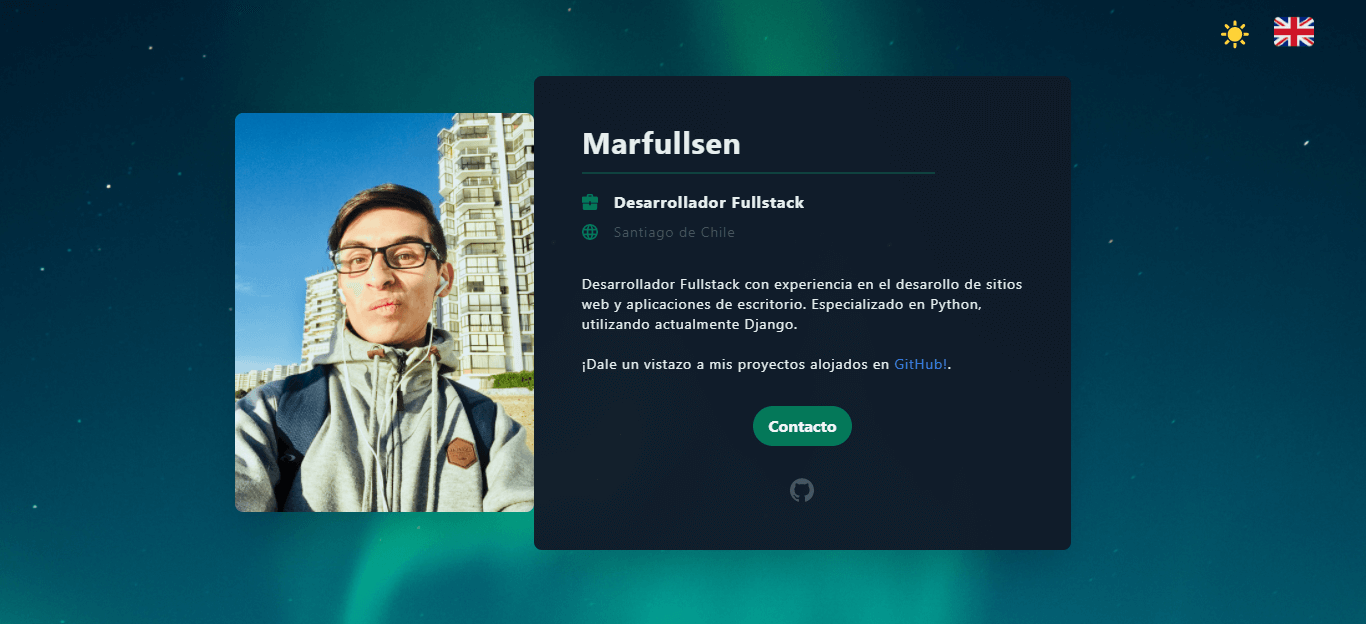 Marfullsen
Desarrollador Fullstack
Santiago de Chile
Desarrollador Fullstack con experiencia en el desarollo de sitios
web y aplicaciones de escritorio. Especializado en Python,
utilizando actualmente Django.
¡Dale un vistazo a mis proyectos alojados en GitHub!.
Contacto